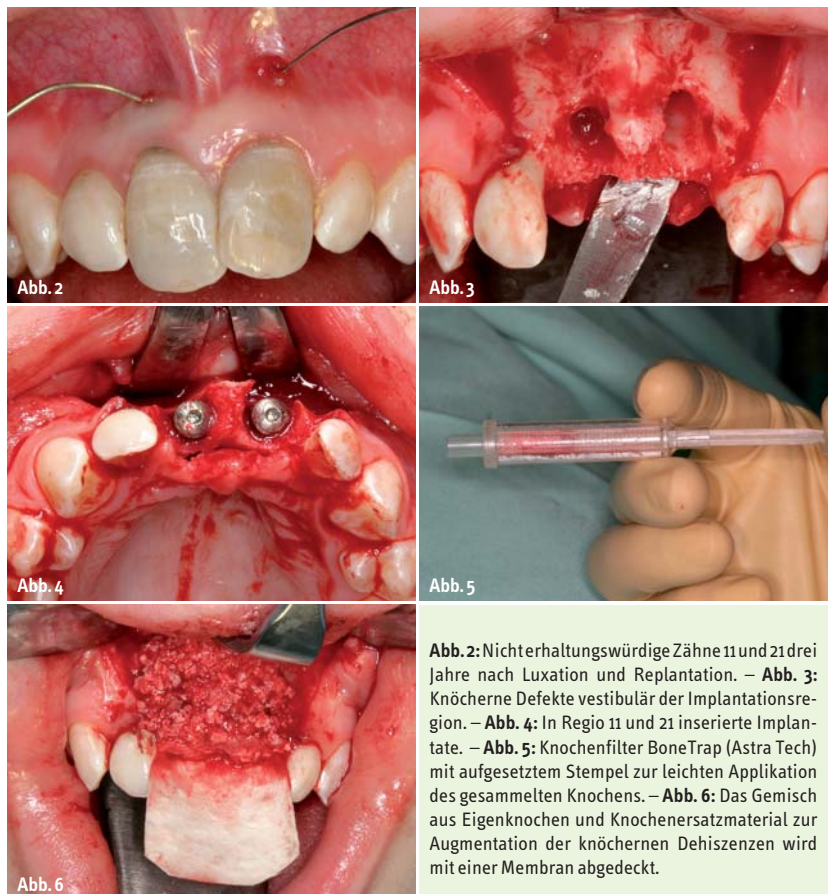 Abb. 2
Abb. 3
Abb. 4
Abb. 5
Abb. 6
Abb. 2: Nicht erhaltungswürdige Zähne 11 und 21 drei
Jahre nach Luxation und Replantation. – Abb. 3:
Knöcherne Defekte vestibulär der Implantationsre-
gion. – Abb. 4: In Regio 11 und 21 inserierte Implan-
tate. – Abb. 5: Knochenfilter BoneTrap (Astra Tech)
mit aufgesetztem Stempel zur leichten Applikation
des gesammelten Knochens. – Abb. 6: Das Gemisch
aus Eigenknochen und Knochenersatzmaterial zur
Augmentation der knöchernen Dehiszenzen wird
mit einer Membran abgedeckt.